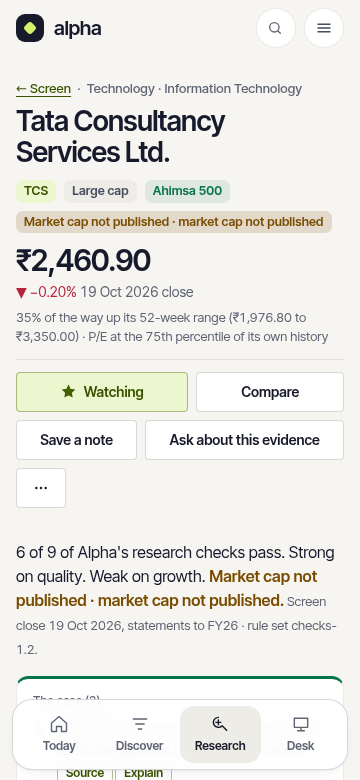 alpha
← Screen · Technology · Information Technology
Tata Consultancy
Services Ltd.
TCS Large cap Ahimsa 500
Market cap not published · market cap not published
₹2,460.90
▼ −0.20% 19 Oct 2026 close
35% of the way up its 52-week range (₹1,976.80 to
₹3,350.00) · P/E at the 75th percentile of its own history
★ Watching Compare
Save a note Ask about this evidence
...
6 of 9 of Alpha's research checks pass. Strong
on quality. Weak on growth. Market cap not
published · market cap not published. Screen
close 19 Oct 2026, statements to FY26 · rule set checks-
1.2.
Today Discover Research Desk
Source Explain